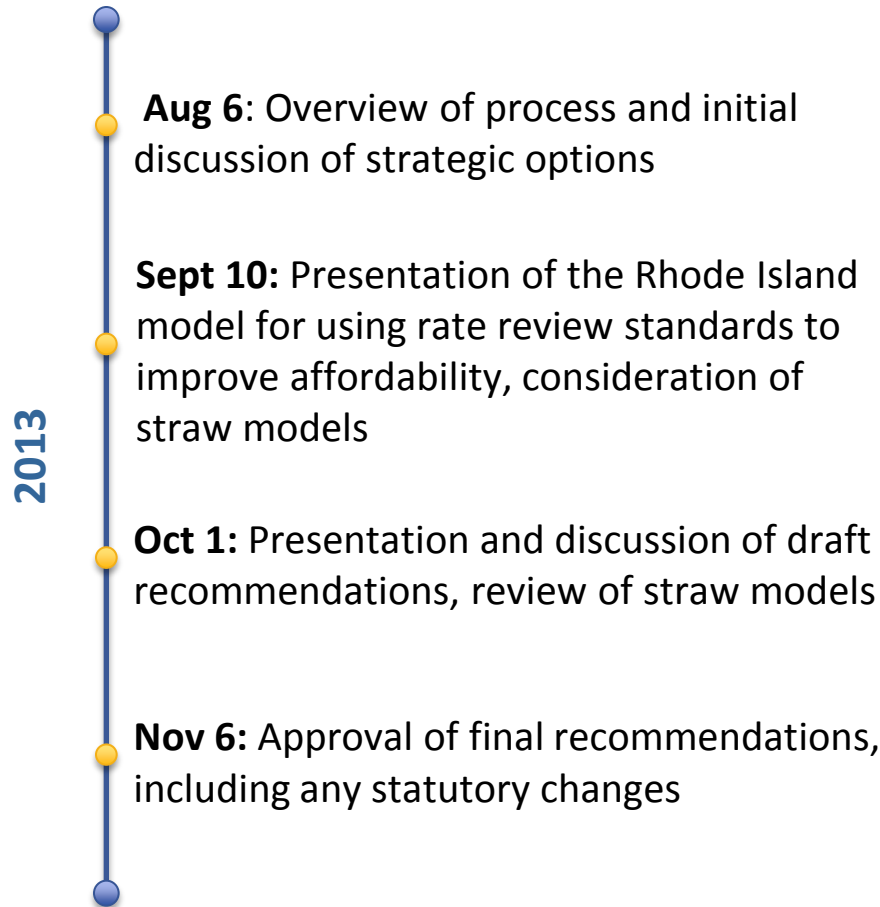 2013
Aug 6: Overview of process and initial
discussion of strategic options
Sept 10: Presentation of the Rhode Island
model for using rate review standards to
improve affordability, consideration of
straw models
Oct 1: Presentation and discussion of draft
recommendations, review of straw models
Nov 6: Approval of final recommendations,
including any statutory changes